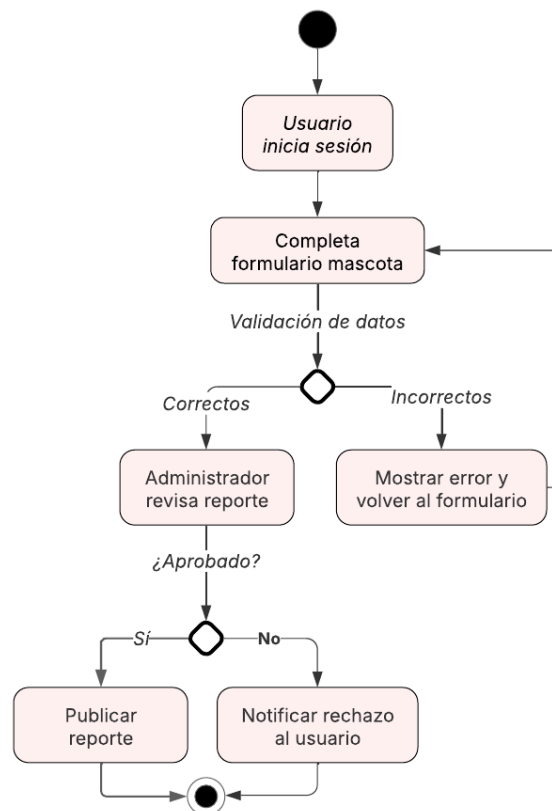 Usuario
inicia sesión
Completa
formulario mascota
Validación de datos
Correctos
Incorrectos
Administrador
revisa reporte
Mostrar error y
volver al formulario
¿Aprobado?
Sí
No
Publicar
reporte
Notificar rechazo
al usuario